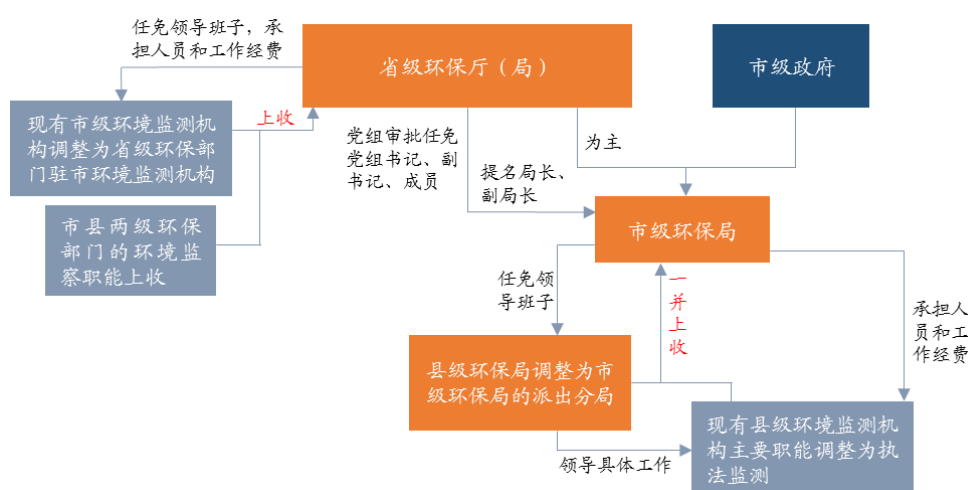 任免领导班子，承
担人员和工作经费
省级环保厅（局）
市级政府
现有市级环境监测机
构调整为省级环保部
门驻市环境监测机构
上收
党组审批任免
党组书记、副
书记、成员
提名局长、
副局长
为主
市县两级环保
部门的环境监
察职能上收
市级环保局
任免领
导班子
一
并
上
收
承担人
员和工
作经费
县级环保局调整为市
级环保局的派出分局
现有县级环境监测机
构主要职能调整为执
法监测
领导具体工作